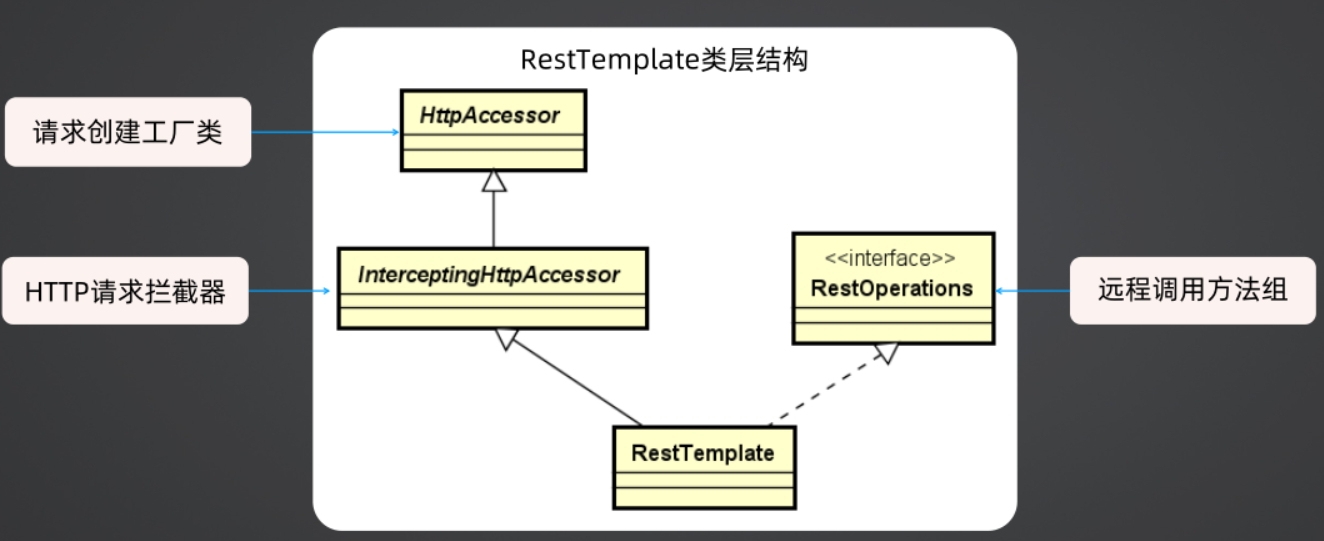 RestTemplate类层结构
请求创建工厂类
HttpAccessor
HTTP请求拦截器
InterceptingHttpAccessor
<<interface>>
RestOperations
远程调用方法组
RestTemplate